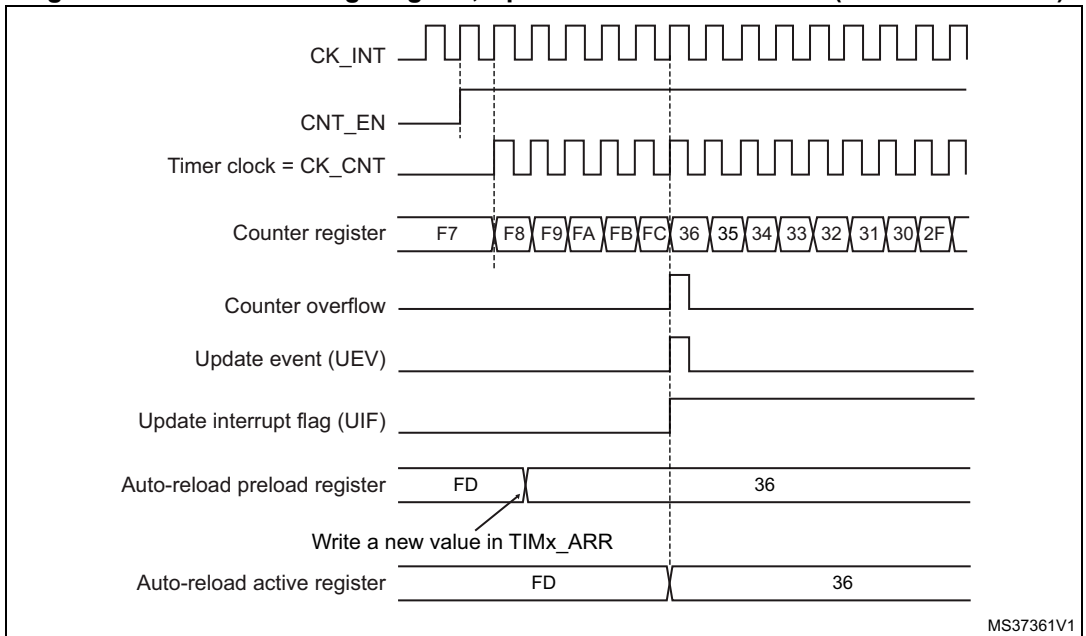 CK_INT
CNT_EN
Timer clock = CK_CNT
Counter register F7 F8 F9 FA FB FC 36 35 34 33 32 31 30 2F
Counter overflow
Update event (UEV)
Update interrupt flag (UIF)
Auto-reload preload register FD 36
Write a new value in TIMx_ARR
Auto-reload active register FD 36
MS37361V1